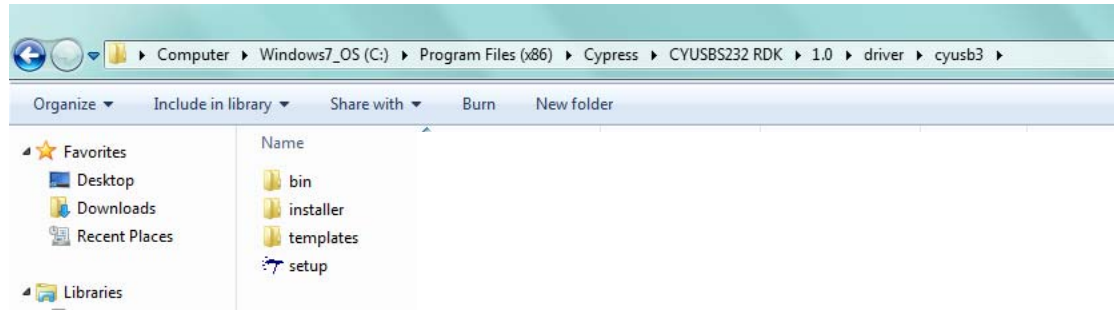 Computer Windows7_OS (C:) Program Files (x86) Cypress CYUSBS232 RDK 1.0 driver cyusb3
Organize Include in library Share with Burn New folder
Favorites
Desktop
Downloads
Recent Places
Libraries
Name
bin
installer
templates
setup